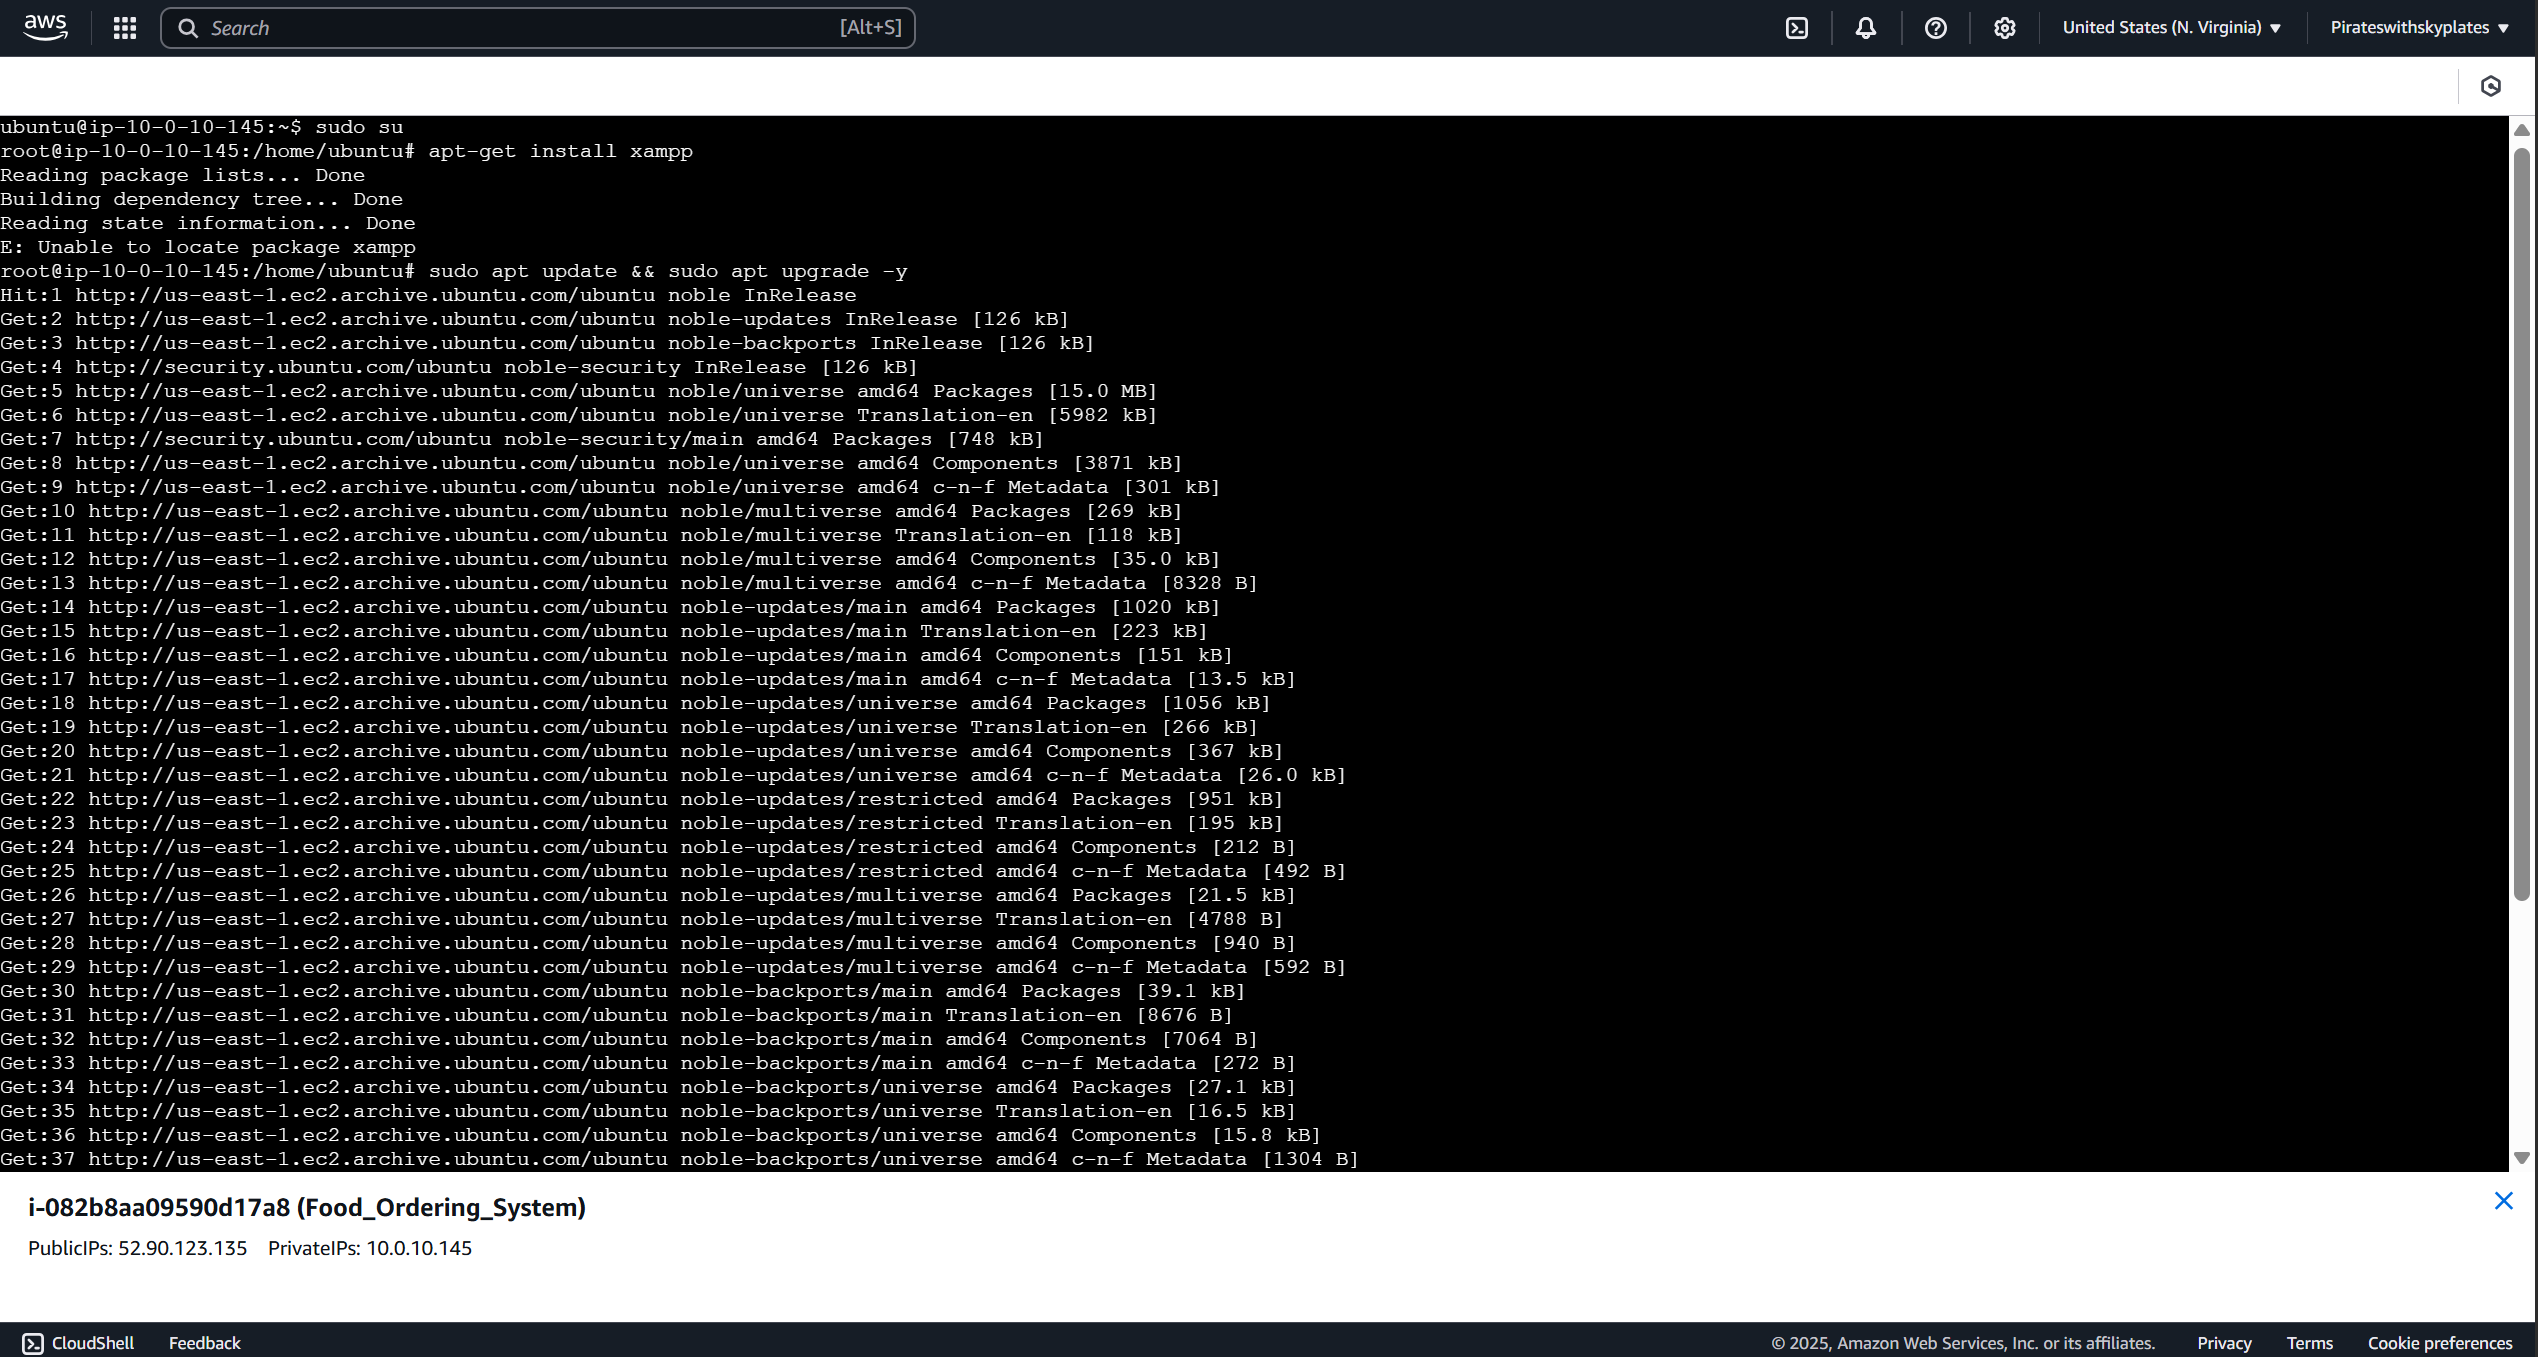 aws
Search [Alt+S]
United States (N. Virginia) ▼ Pirateswithskyplates ▼
ubuntu@ip-10-0-10-145:~$ sudo su
root@ip-10-0-10-145:/home/ubuntu# apt-get install xampp
Reading package lists... Done
Building dependency tree... Done
Reading state information... Done
E: Unable to locate package xampp
root@ip-10-0-10-145:/home/ubuntu# sudo apt update && sudo apt upgrade -y
Hit:1 http://us-east-1.ec2.archive.ubuntu.com/ubuntu noble InRelease
Get:2 http://us-east-1.ec2.archive.ubuntu.com/ubuntu noble-updates InRelease [126 kB]
Get:3 http://us-east-1.ec2.archive.ubuntu.com/ubuntu noble-backports InRelease [126 kB]
Get:4 http://security.ubuntu.com/ubuntu noble-security InRelease [126 kB]
Get:5 http://us-east-1.ec2.archive.ubuntu.com/ubuntu noble/universe amd64 Packages [15.0 MB]
Get:6 http://us-east-1.ec2.archive.ubuntu.com/ubuntu noble/universe Translation-en [5982 kB]
Get:7 http://security.ubuntu.com/ubuntu noble-security/main amd64 Packages [748 kB]
Get:8 http://us-east-1.ec2.archive.ubuntu.com/ubuntu noble/universe amd64 Components [3871 kB]
Get:9 http://us-east-1.ec2.archive.ubuntu.com/ubuntu noble/universe amd64 c-n-f Metadata [301 kB]
Get:10 http://us-east-1.ec2.archive.ubuntu.com/ubuntu noble/multiverse amd64 Packages [269 kB]
Get:11 http://us-east-1.ec2.archive.ubuntu.com/ubuntu noble/multiverse Translation-en [118 kB]
Get:12 http://us-east-1.ec2.archive.ubuntu.com/ubuntu noble/multiverse amd64 Components [35.0 kB]
Get:13 http://us-east-1.ec2.archive.ubuntu.com/ubuntu noble/multiverse amd64 c-n-f Metadata [8328 B]
Get:14 http://us-east-1.ec2.archive.ubuntu.com/ubuntu noble-updates/main amd64 Packages [1020 kB]
Get:15 http://us-east-1.ec2.archive.ubuntu.com/ubuntu noble-updates/main Translation-en [223 kB]
Get:16 http://us-east-1.ec2.archive.ubuntu.com/ubuntu noble-updates/main amd64 Components [151 kB]
Get:17 http://us-east-1.ec2.archive.ubuntu.com/ubuntu noble-updates/main amd64 c-n-f Metadata [13.5 kB]
Get:18 http://us-east-1.ec2.archive.ubuntu.com/ubuntu noble-updates/universe amd64 Packages [1056 kB]
Get:19 http://us-east-1.ec2.archive.ubuntu.com/ubuntu noble-updates/universe Translation-en [266 kB]
Get:20 http://us-east-1.ec2.archive.ubuntu.com/ubuntu noble-updates/universe amd64 Components [367 kB]
Get:21 http://us-east-1.ec2.archive.ubuntu.com/ubuntu noble-updates/universe amd64 c-n-f Metadata [26.0 kB]
Get:22 http://us-east-1.ec2.archive.ubuntu.com/ubuntu noble-updates/restricted amd64 Packages [951 kB]
Get:23 http://us-east-1.ec2.archive.ubuntu.com/ubuntu noble-updates/restricted Translation-en [195 kB]
Get:24 http://us-east-1.ec2.archive.ubuntu.com/ubuntu noble-updates/restricted amd64 Components [212 B]
Get:25 http://us-east-1.ec2.archive.ubuntu.com/ubuntu noble-updates/restricted amd64 c-n-f Metadata [492 B]
Get:26 http://us-east-1.ec2.archive.ubuntu.com/ubuntu noble-updates/multiverse amd64 Packages [21.5 kB]
Get:27 http://us-east-1.ec2.archive.ubuntu.com/ubuntu noble-updates/multiverse Translation-en [4788 B]
Get:28 http://us-east-1.ec2.archive.ubuntu.com/ubuntu noble-updates/multiverse amd64 Components [940 B]
Get:29 http://us-east-1.ec2.archive.ubuntu.com/ubuntu noble-updates/multiverse amd64 c-n-f Metadata [592 B]
Get:30 http://us-east-1.ec2.archive.ubuntu.com/ubuntu noble-backports/main amd64 Packages [39.1 kB]
Get:31 http://us-east-1.ec2.archive.ubuntu.com/ubuntu noble-backports/main Translation-en [8676 B]
Get:32 http://us-east-1.ec2.archive.ubuntu.com/ubuntu noble-backports/main amd64 Components [7064 B]
Get:33 http://us-east-1.ec2.archive.ubuntu.com/ubuntu noble-backports/main amd64 c-n-f Metadata [272 B]
Get:34 http://us-east-1.ec2.archive.ubuntu.com/ubuntu noble-backports/universe amd64 Packages [27.1 kB]
Get:35 http://us-east-1.ec2.archive.ubuntu.com/ubuntu noble-backports/universe Translation-en [16.5 kB]
Get:36 http://us-east-1.ec2.archive.ubuntu.com/ubuntu noble-backports/universe amd64 Components [15.8 kB]
Get:37 http://us-east-1.ec2.archive.ubuntu.com/ubuntu noble-backports/universe amd64 c-n-f Metadata [1304 B]
i-082b8aa09590d17a8 (Food_Ordering_System)
PublicIPs: 52.90.123.135 PrivateIPs: 10.0.10.145
CloudShell Feedback © 2025, Amazon Web Services, Inc. or its affiliates. Privacy Terms Cookie preferences